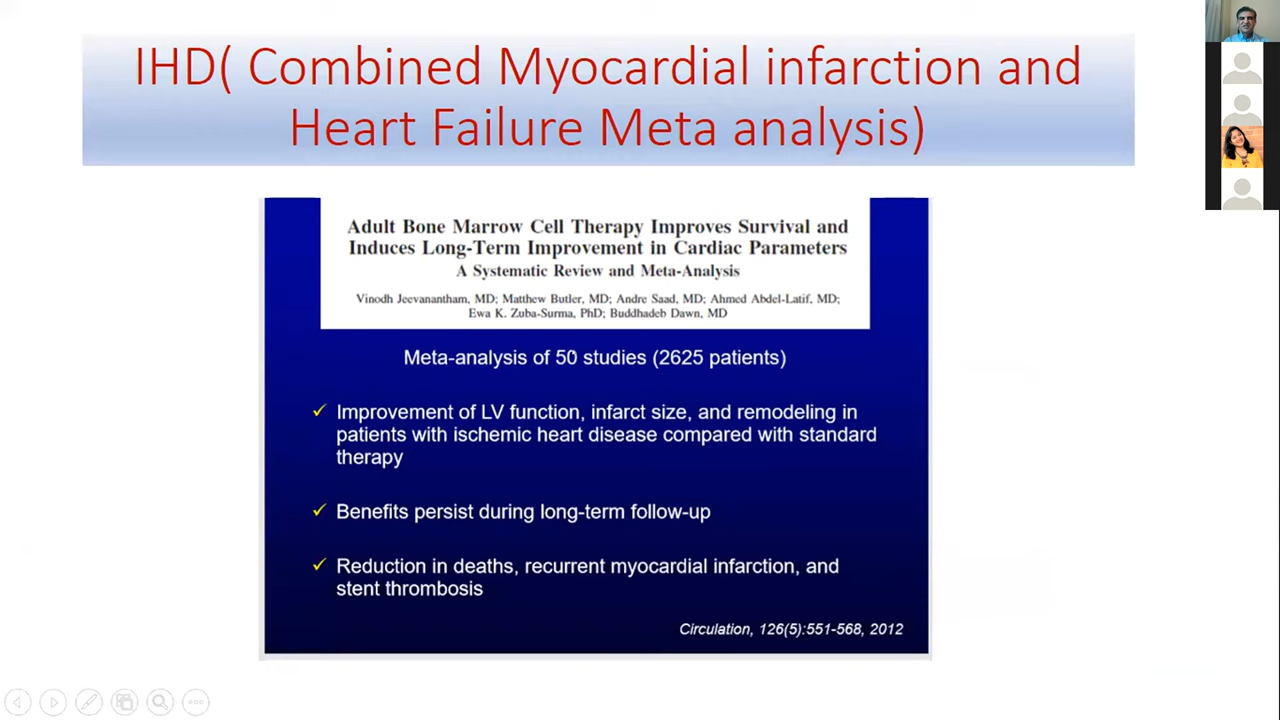 IHD( Combined Myocardial infarction and
Heart Failure Meta analysis)
Adult Bone Marrow Cell Therapy Improves Survival and
Induces Long-Term Improvement in Cardiac Parameters
A Systematic Review and Meta-Analysis
Vinodh Jeevanantham, MD; Matthew Butler, MD; Andre Saad, MD; Ahmed Abdel-Latif, MD;
Ewa K. Zuba-Surma, PhD; Buddhadeb Dawn, MD
Meta-analysis of 50 studies (2625 patients)
✓ Improvement of LV function, infarct size, and remodeling in
patients with ischemic heart disease compared with standard
therapy
✓ Benefits persist during long-term follow-up
✓ Reduction in deaths, recurrent myocardial infarction, and
stent thrombosis
Circulation, 126(5):551-568, 2012